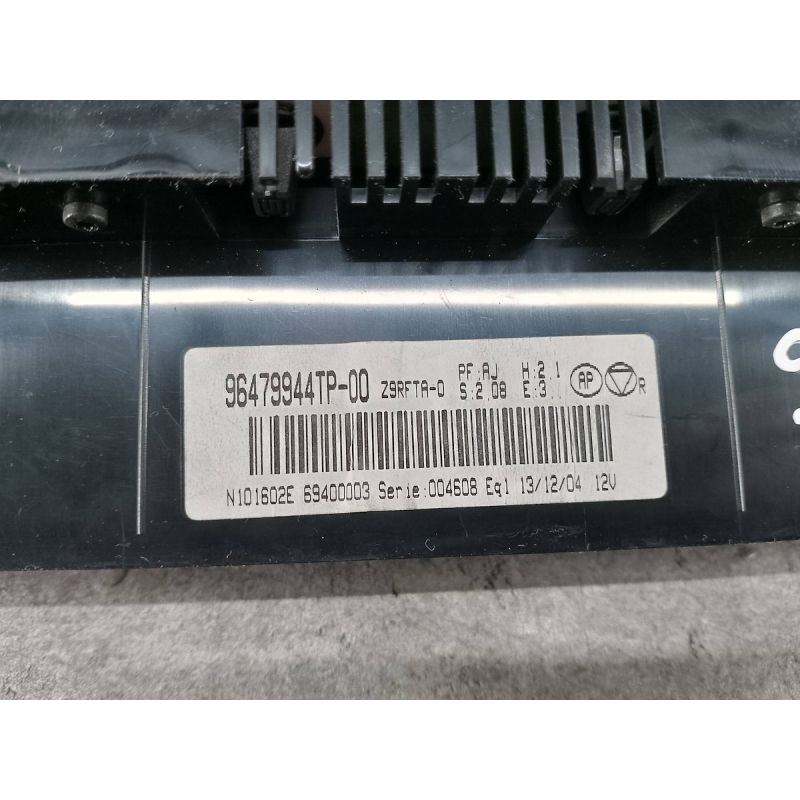 96479944TP-00 Z9RFTA-0 PF:AJ H:2.1
S:2.08 E:3.. AP R
N101602E 69400003 Serie:004608 Eq1 13/12/04 12V